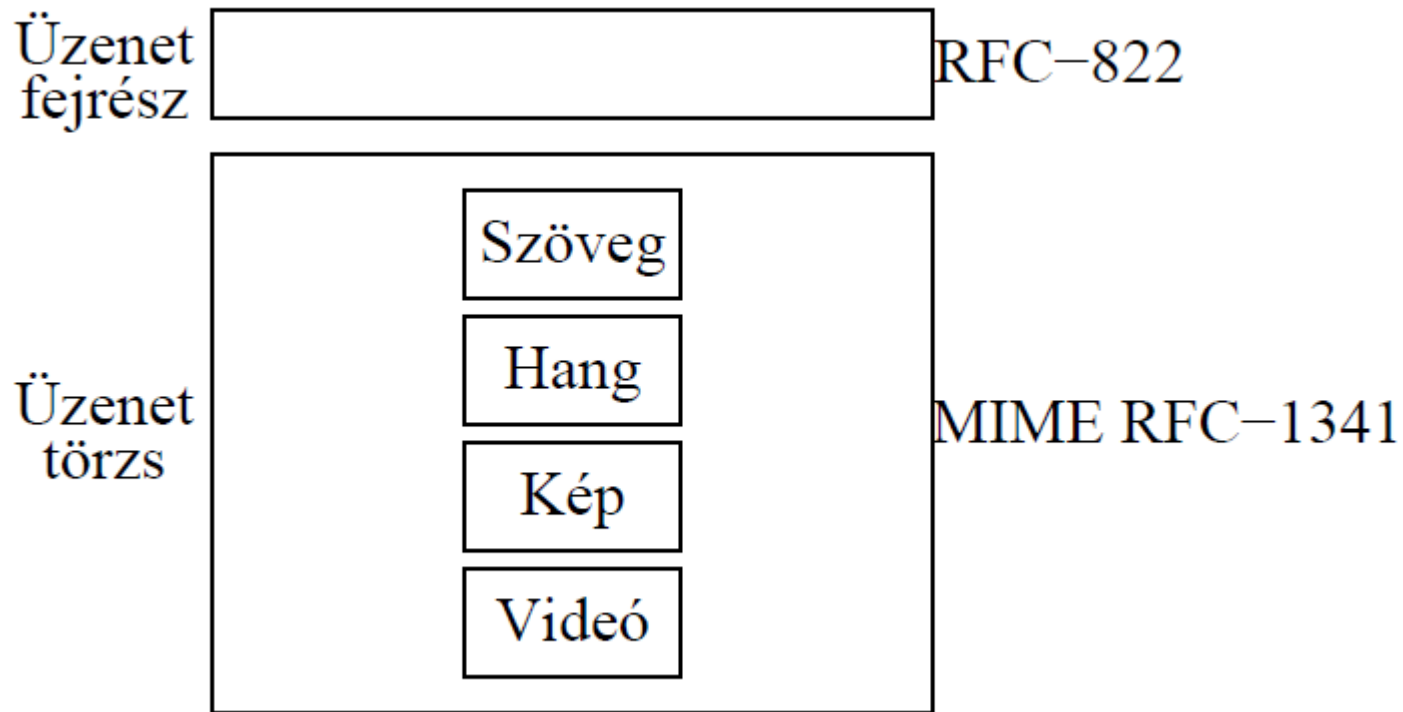 Üzenet
fejrész
RFC−822
Szöveg
Hang
Üzenet
törzs
MIME RFC−1341
Kép
Videó